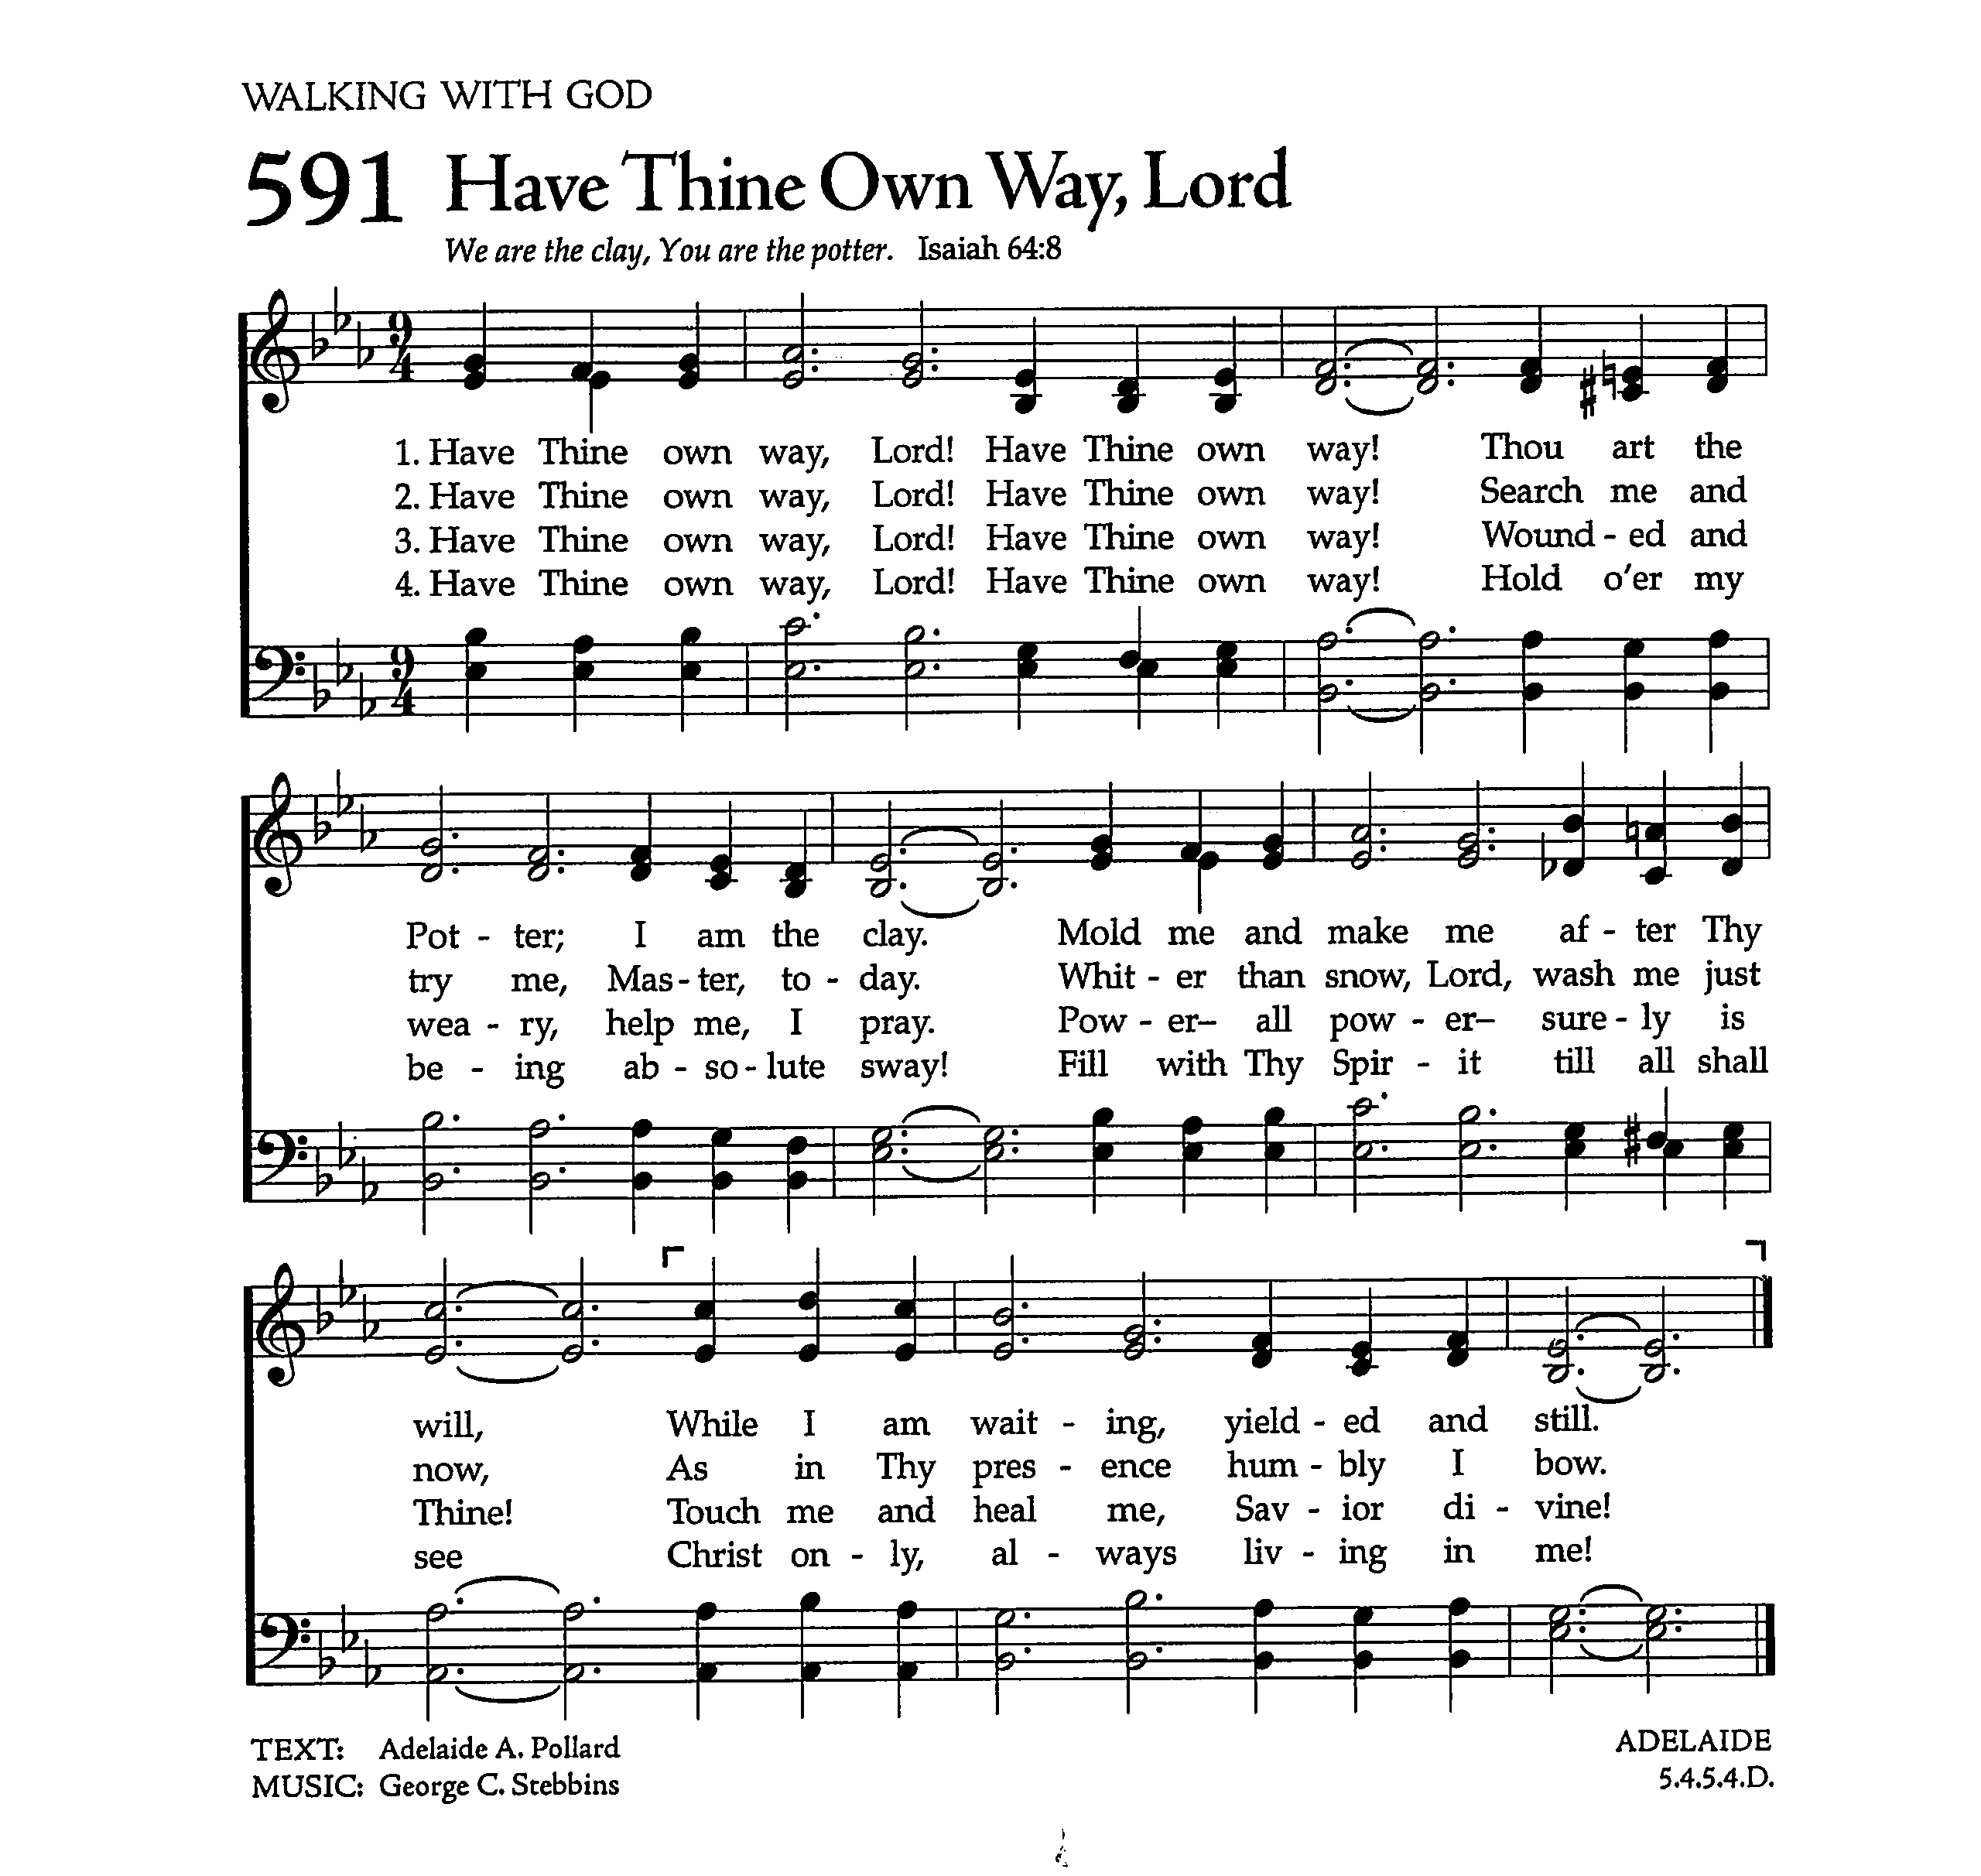 WALKING WITH GOD
591 Have Thine Own Way, Lord
We are the clay, You are the potter. Isaiah 64:8
9
4
1. Have Thine own way, Lord! Have Thine own way! Thou art the
2. Have Thine own way, Lord! Have Thine own way! Search me and
3. Have Thine own way, Lord! Have Thine own way! Wound - ed and
4. Have Thine own way, Lord! Have Thine own way! Hold o'er my
9
4
Pot - ter; I am the clay. Mold me and make me af - ter Thy
try me, Mas - ter, to - day. Whit - er than snow, Lord, wash me just
wea - ry, help me, I pray. Pow - er– all pow - er– sure - ly is
be - ing ab - so - lute sway! Fill with Thy Spir - it till all shall
will, While I am wait - ing, yield - ed and still.
now, As in Thy pres - ence hum - bly I bow.
Thine! Touch me and heal me, Sav - ior di - vine!
see Christ on - ly, al - ways liv - ing in me!
TEXT: Adelaide A. Pollard
MUSIC: George C. Stebbins
ADELAIDE
5.4.5.4.D.